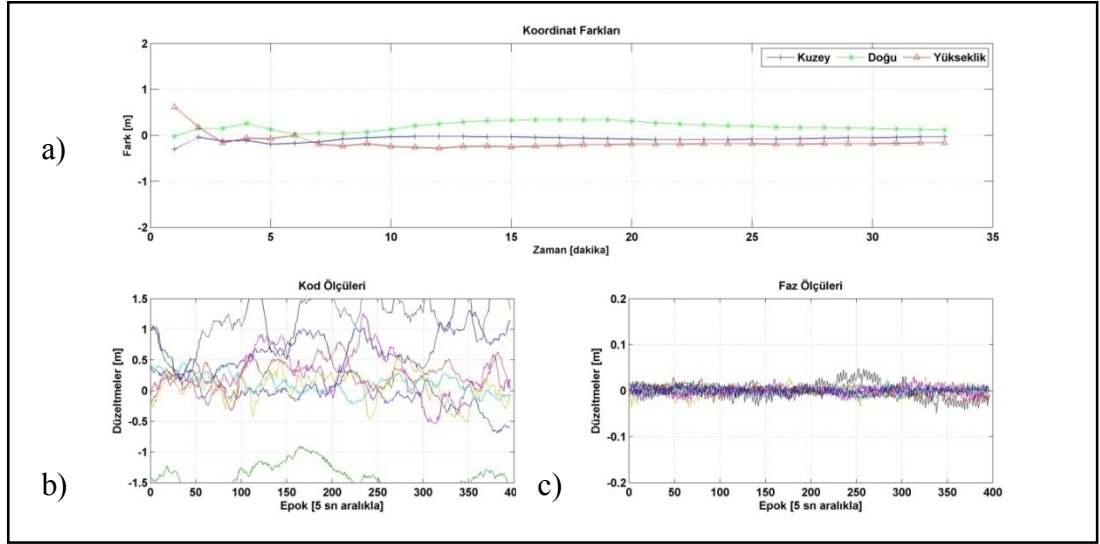 a)
Koordinat Farkları
Kuzey Doğu Yükseklik
Fark [m]
2
1
0
-1
-2
0 5 10 15 20 25 30 35
Zaman [dakika]
b)
Kod Ölçüleri
Düzeltmeler [m]
1.5
1
0.5
0
-0.5
-1
-1.5
0 50 100 150 200 250 300 350 400
Epok [5 sn aralıkla]
c)
Faz Ölçüleri
Düzeltmeler [m]
0.2
0.1
0
-0.1
-0.2
0 50 100 150 200 250 300 350 400
Epok [5 sn aralıkla]